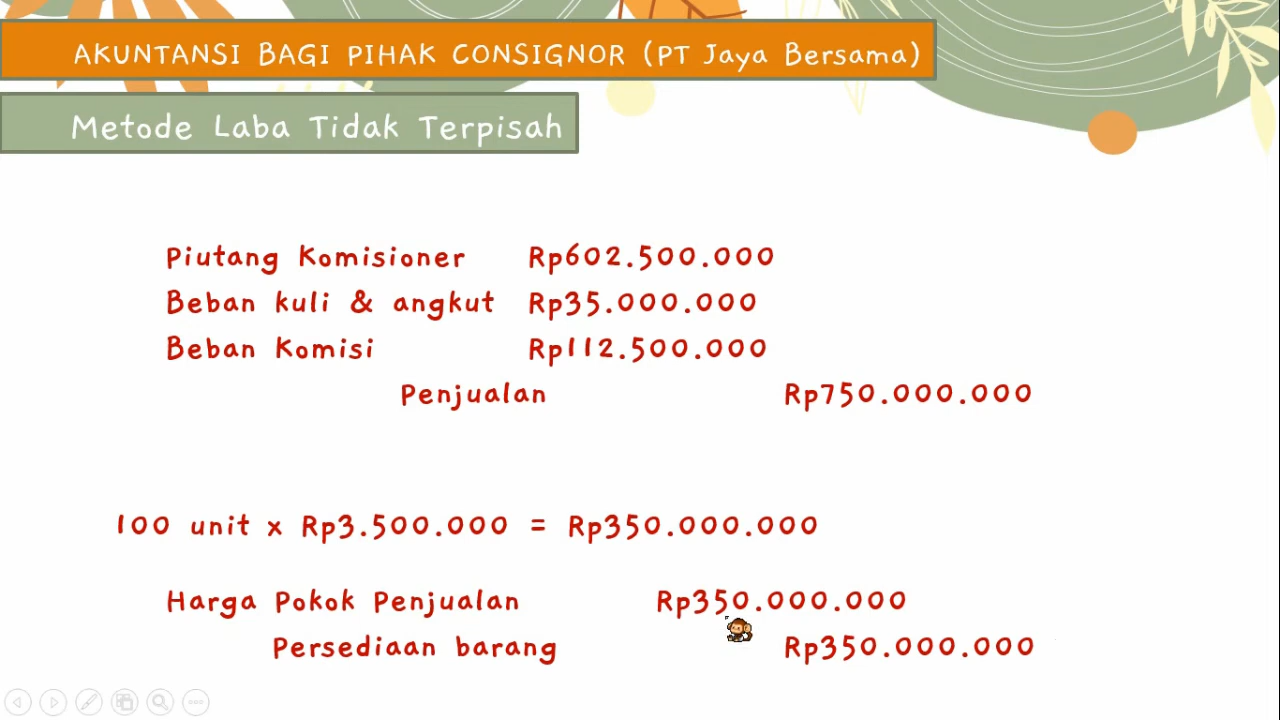 AKUNTANSI BAGI PIHAK CONSIGNOR (PT Jaya Bersama)
Metode Laba Tidak Terpisah
Piutang Komisioner Rp602.500.000
Beban kuli & angkut Rp35.000.000
Beban Komisi Rp112.500.000
Penjualan Rp750.000.000
100 unit x Rp3.500.000 = Rp350.000.000
Harga Pokok Penjualan Rp350.000.000
Persediaan barang Rp350.000.000